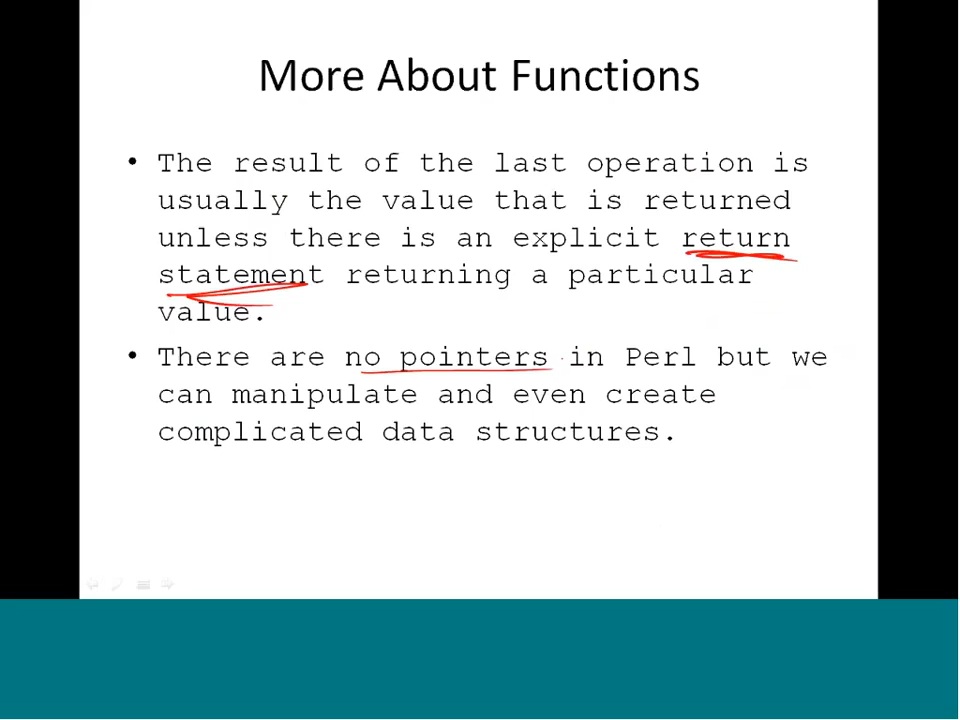 More About Functions
• The result of the last operation is
usually the value that is returned
unless there is an explicit return
statement returning a particular
value.
• There are no pointers in Perl but we
can manipulate and even create
complicated data structures.